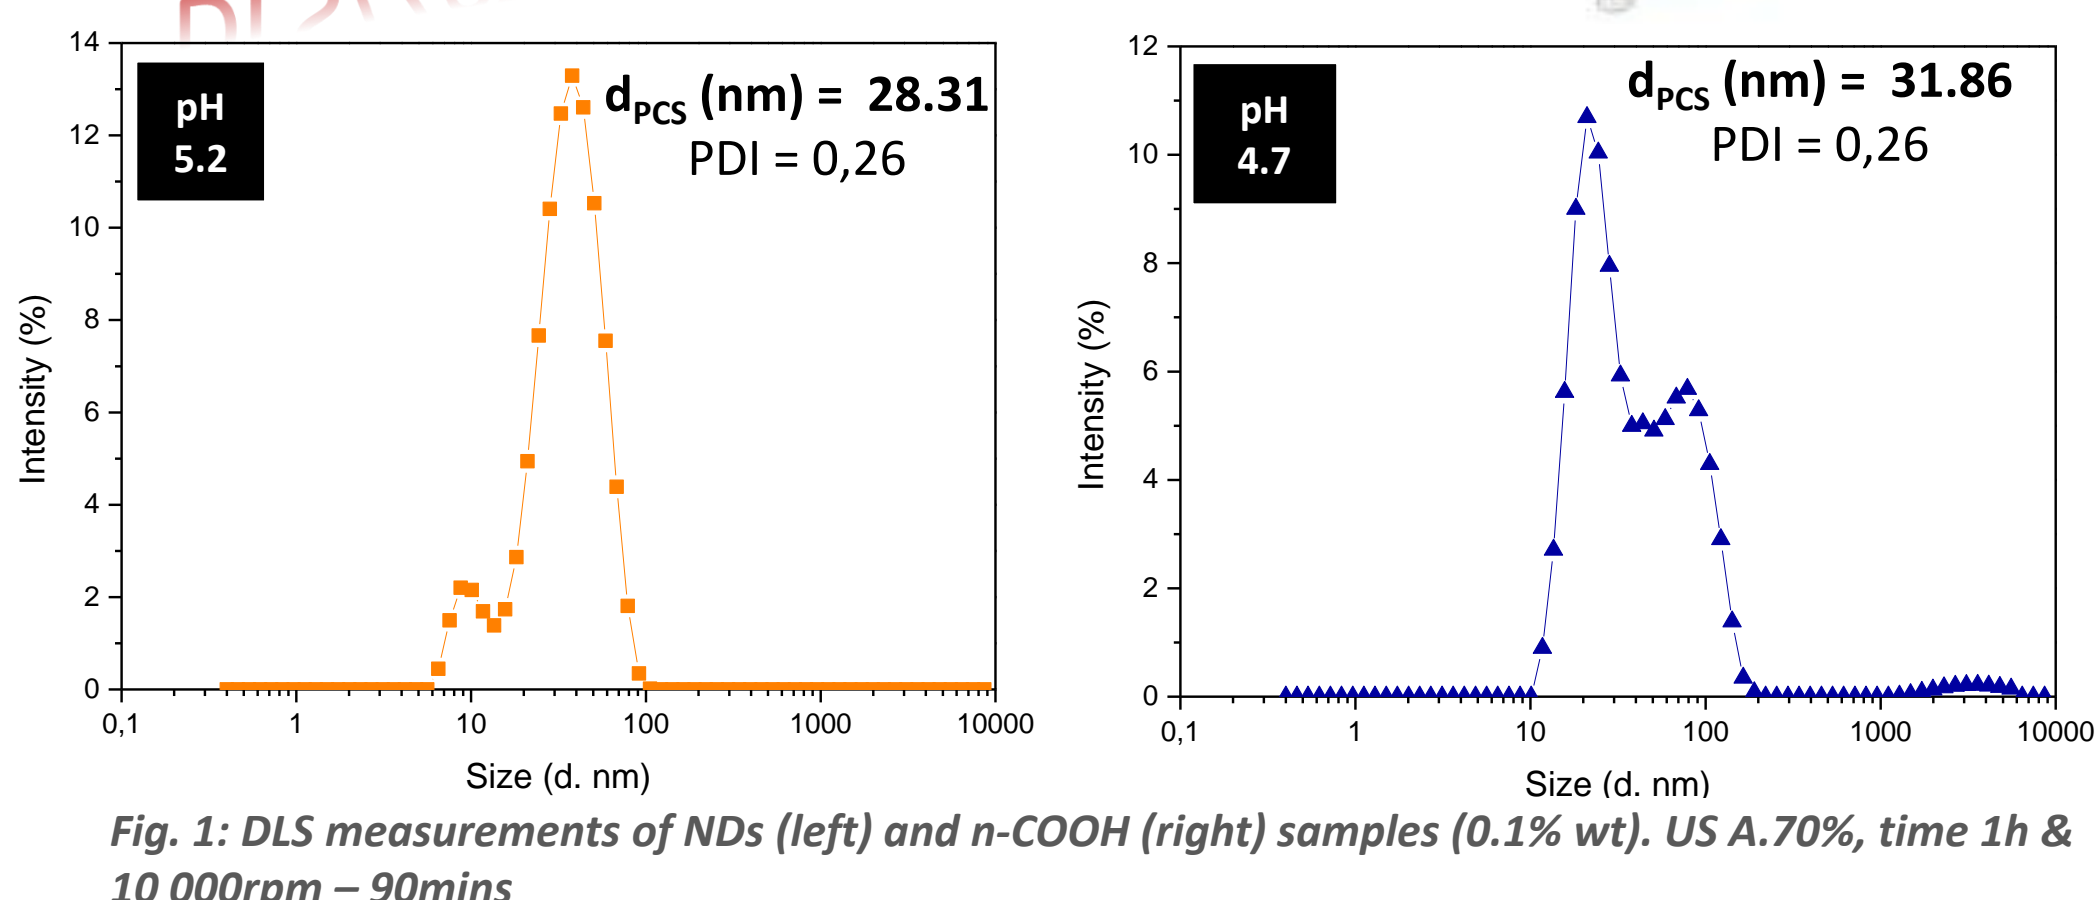 14
12
10
8
6
4
2
0
0,1
1
10
100
1000
10000
Intensity (%)
Size (d. nm)
pH
5.2
dPCS (nm) = 28.31
PDI = 0,26
12
10
8
6
4
2
0
0,1
1
10
100
1000
10000
Intensity (%)
Size (d. nm)
pH
4.7
dPCS (nm) = 31.86
PDI = 0,26
Fig. 1: DLS measurements of NDs (left) and n-COOH (right) samples (0.1% wt). US A.70%, time 1h &
10 000rpm – 90mins